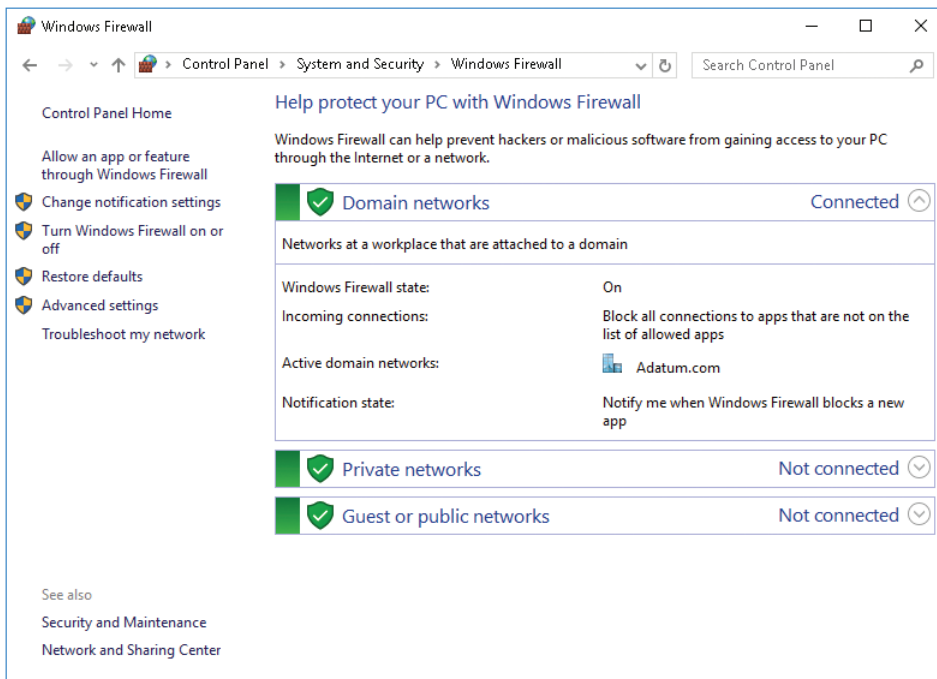 Windows Firewall
Control Panel > System and Security > Windows Firewall
Search Control Panel
Control Panel Home
Allow an app or feature
through Windows Firewall
Change notification settings
Turn Windows Firewall on or
off
Restore defaults
Advanced settings
Troubleshoot my network
See also
Security and Maintenance
Network and Sharing Center
Help protect your PC with Windows Firewall
Windows Firewall can help prevent hackers or malicious software from gaining access to your PC
through the Internet or a network.
Domain networks Connected
Networks at a workplace that are attached to a domain
Windows Firewall state: On
Incoming connections: Block all connections to apps that are not on the
list of allowed apps
Active domain networks: Adatum.com
Notification state: Notify me when Windows Firewall blocks a new
app
Private networks Not connected
Guest or public networks Not connected